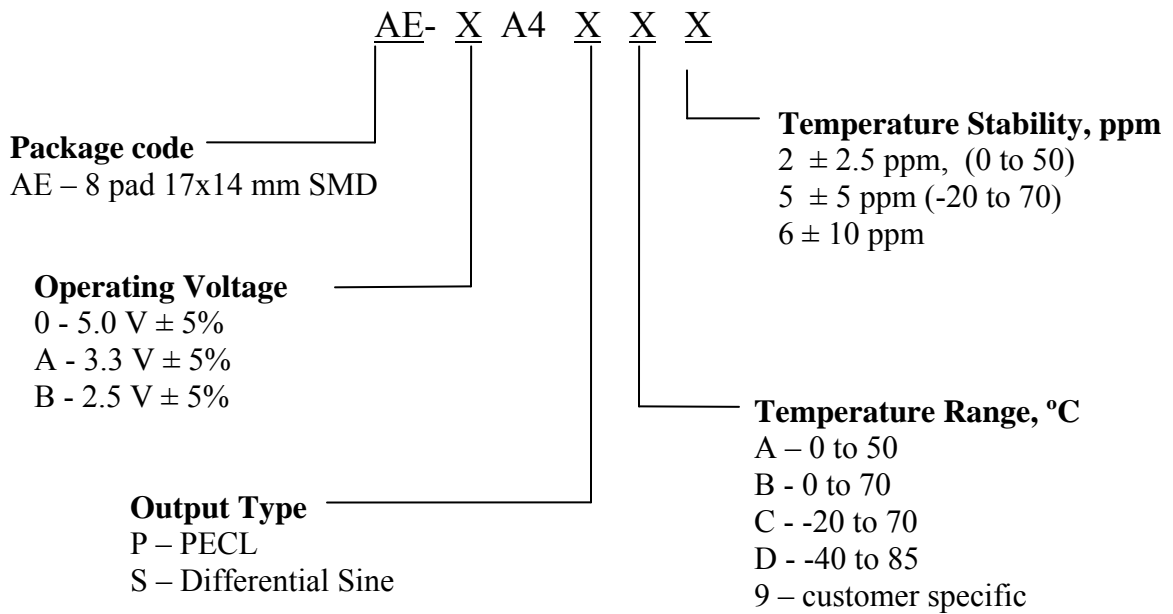 AE- X A4 X X X
Package code
AE – 8 pad 17x14 mm SMD
Operating Voltage
0 - 5.0 V ± 5%
A - 3.3 V ± 5%
B - 2.5 V ± 5%
Output Type
P – PECL
S – Differential Sine
Temperature Stability, ppm
2 ± 2.5 ppm, (0 to 50)
5 ± 5 ppm (-20 to 70)
6 ± 10 ppm
Temperature Range, ºC
A – 0 to 50
B - 0 to 70
C - -20 to 70
D - -40 to 85
9 – customer specific